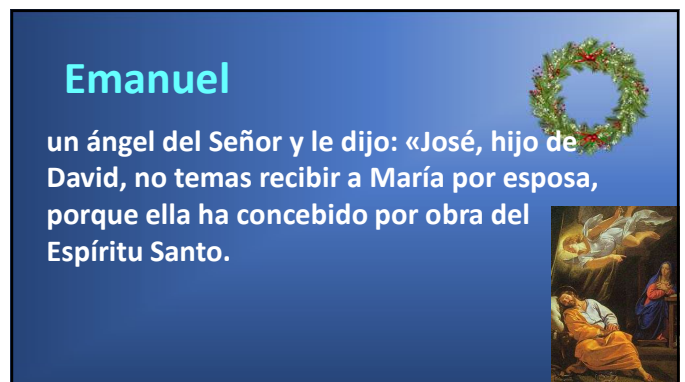 Emanuel
un ángel del Señor y le dijo: «José, hijo de
David, no temas recibir a María por esposa,
porque ella ha concebido por obra del
Espíritu Santo.